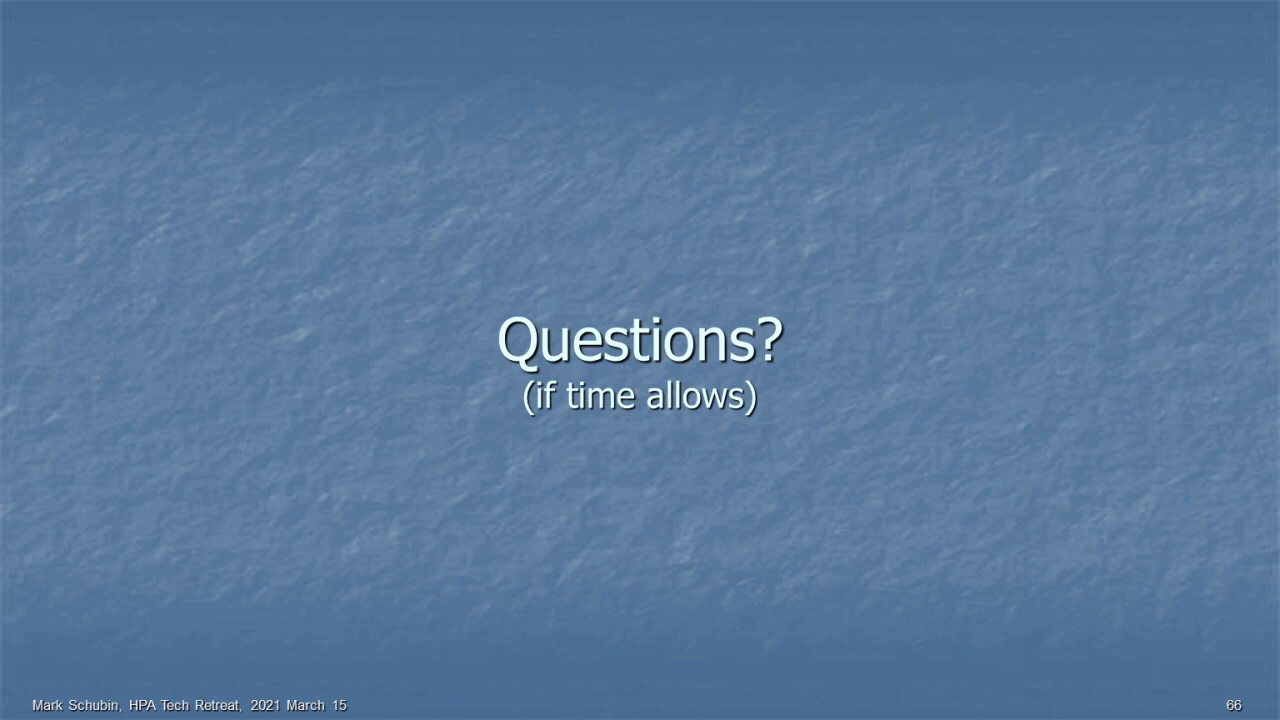 Questions?
(if time allows)
Mark Schubin, HPA Tech Retreat, 2021 March 15
66